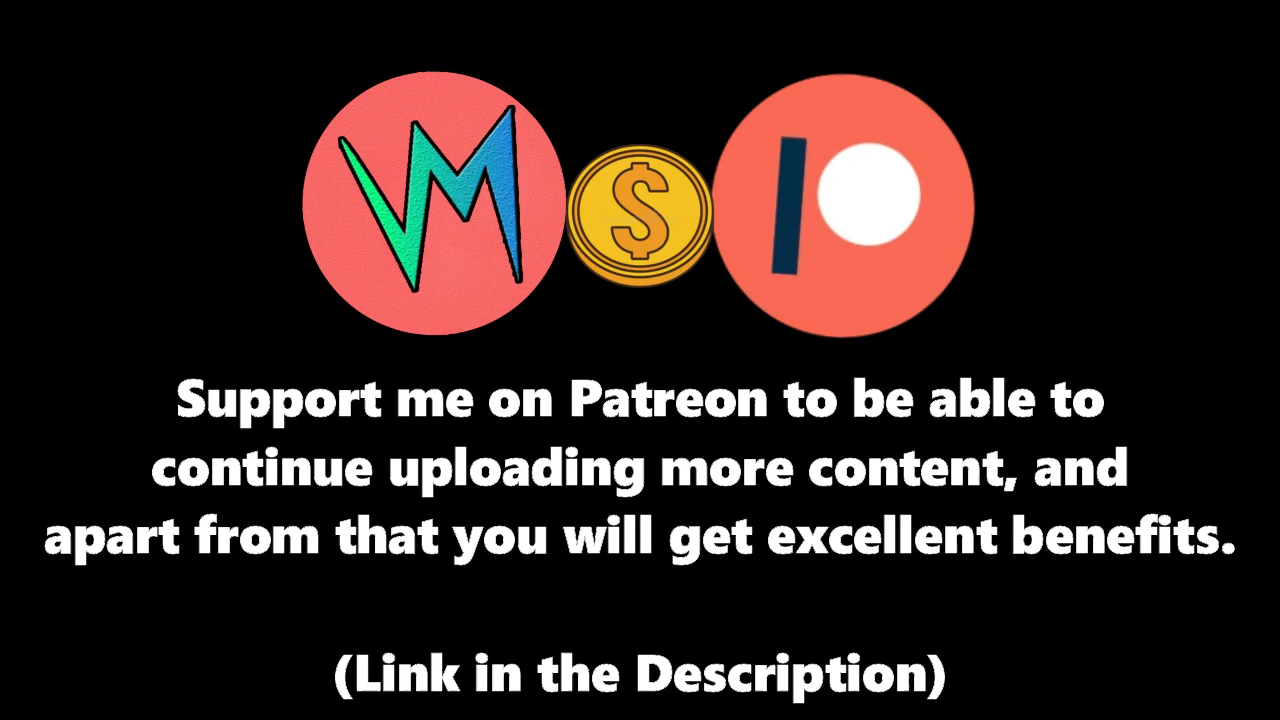 VM
$
Support me on Patreon to be able to
continue uploading more content, and
apart from that you will get excellent benefits.
(Link in the Description)